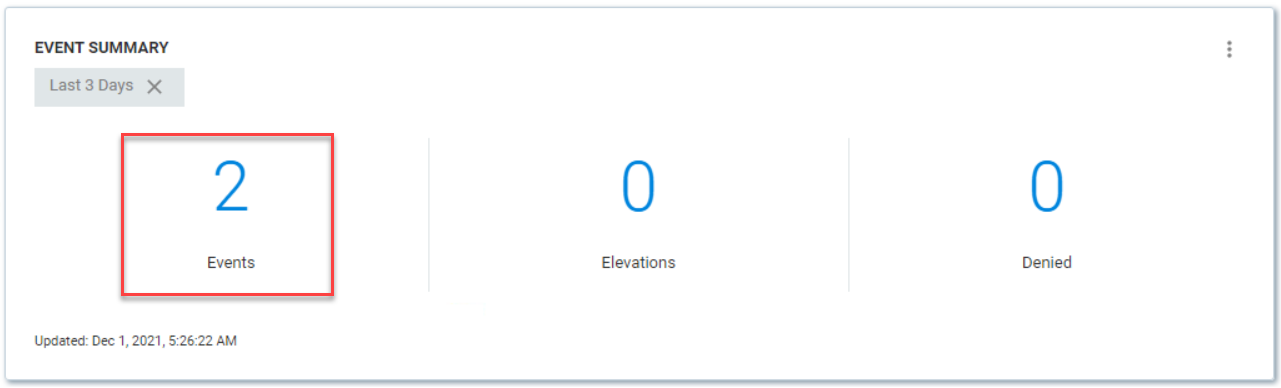 EVENT SUMMARY
Last 3 Days
2
0
0
Events
Elevations
Denied
Updated: Dec 1, 2021, 5:26:22 AM